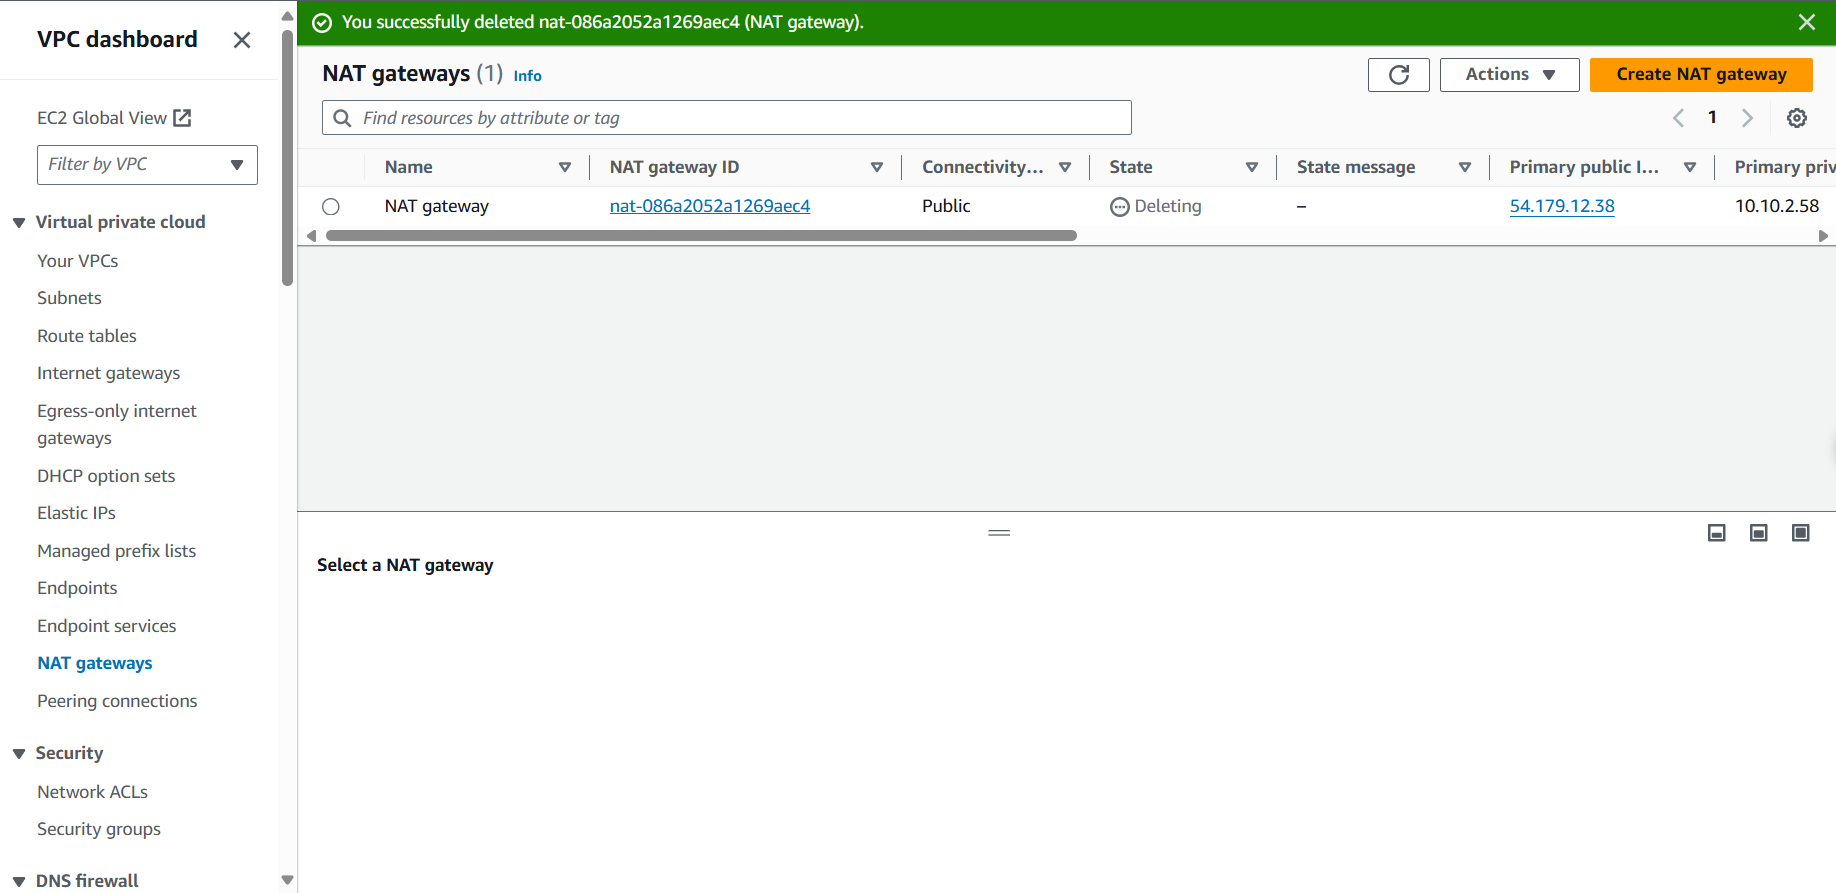 You successfully deleted nat-086a2052a1269aec4 (NAT gateway).
VPC dashboard
EC2 Global View
Filter by VPC
Virtual private cloud
Your VPCs
Subnets
Route tables
Internet gateways
Egress-only internet
gateways
DHCP option sets
Elastic IPs
Managed prefix lists
Endpoints
Endpoint services
NAT gateways
Peering connections
Security
Network ACLs
Security groups
DNS firewall
NAT gateways (1) Info
Actions
Create NAT gateway
Find resources by attribute or tag
1
Name NAT gateway ID Connectivity... State State message Primary public I... Primary priv
NAT gateway nat-086a2052a1269aec4 Public Deleting – 54.179.12.38 10.10.2.58
Select a NAT gateway